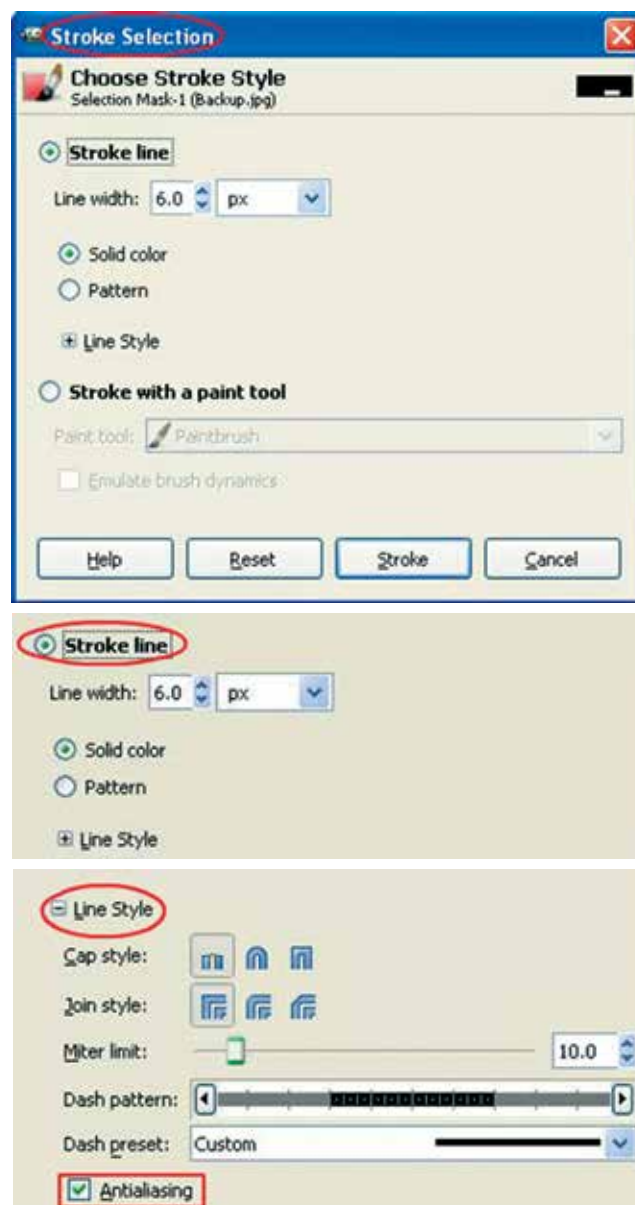 Stroke Selection
Choose Stroke Style
Selection Mask-1 (Backup.jpg)
Stroke line
Line width: 6.0 px
Solid color
Pattern
Line Style
Stroke with a paint tool
Paint tool: Paintbrush
Emulate brush dynamics
Help Reset Stroke Cancel
Stroke line
Line width: 6.0 px
Solid color
Pattern
Line Style
Line Style
Cap style:
Join style:
Miter limit: 10.0
Dash pattern:
Dash preset: Custom
Antialiasing